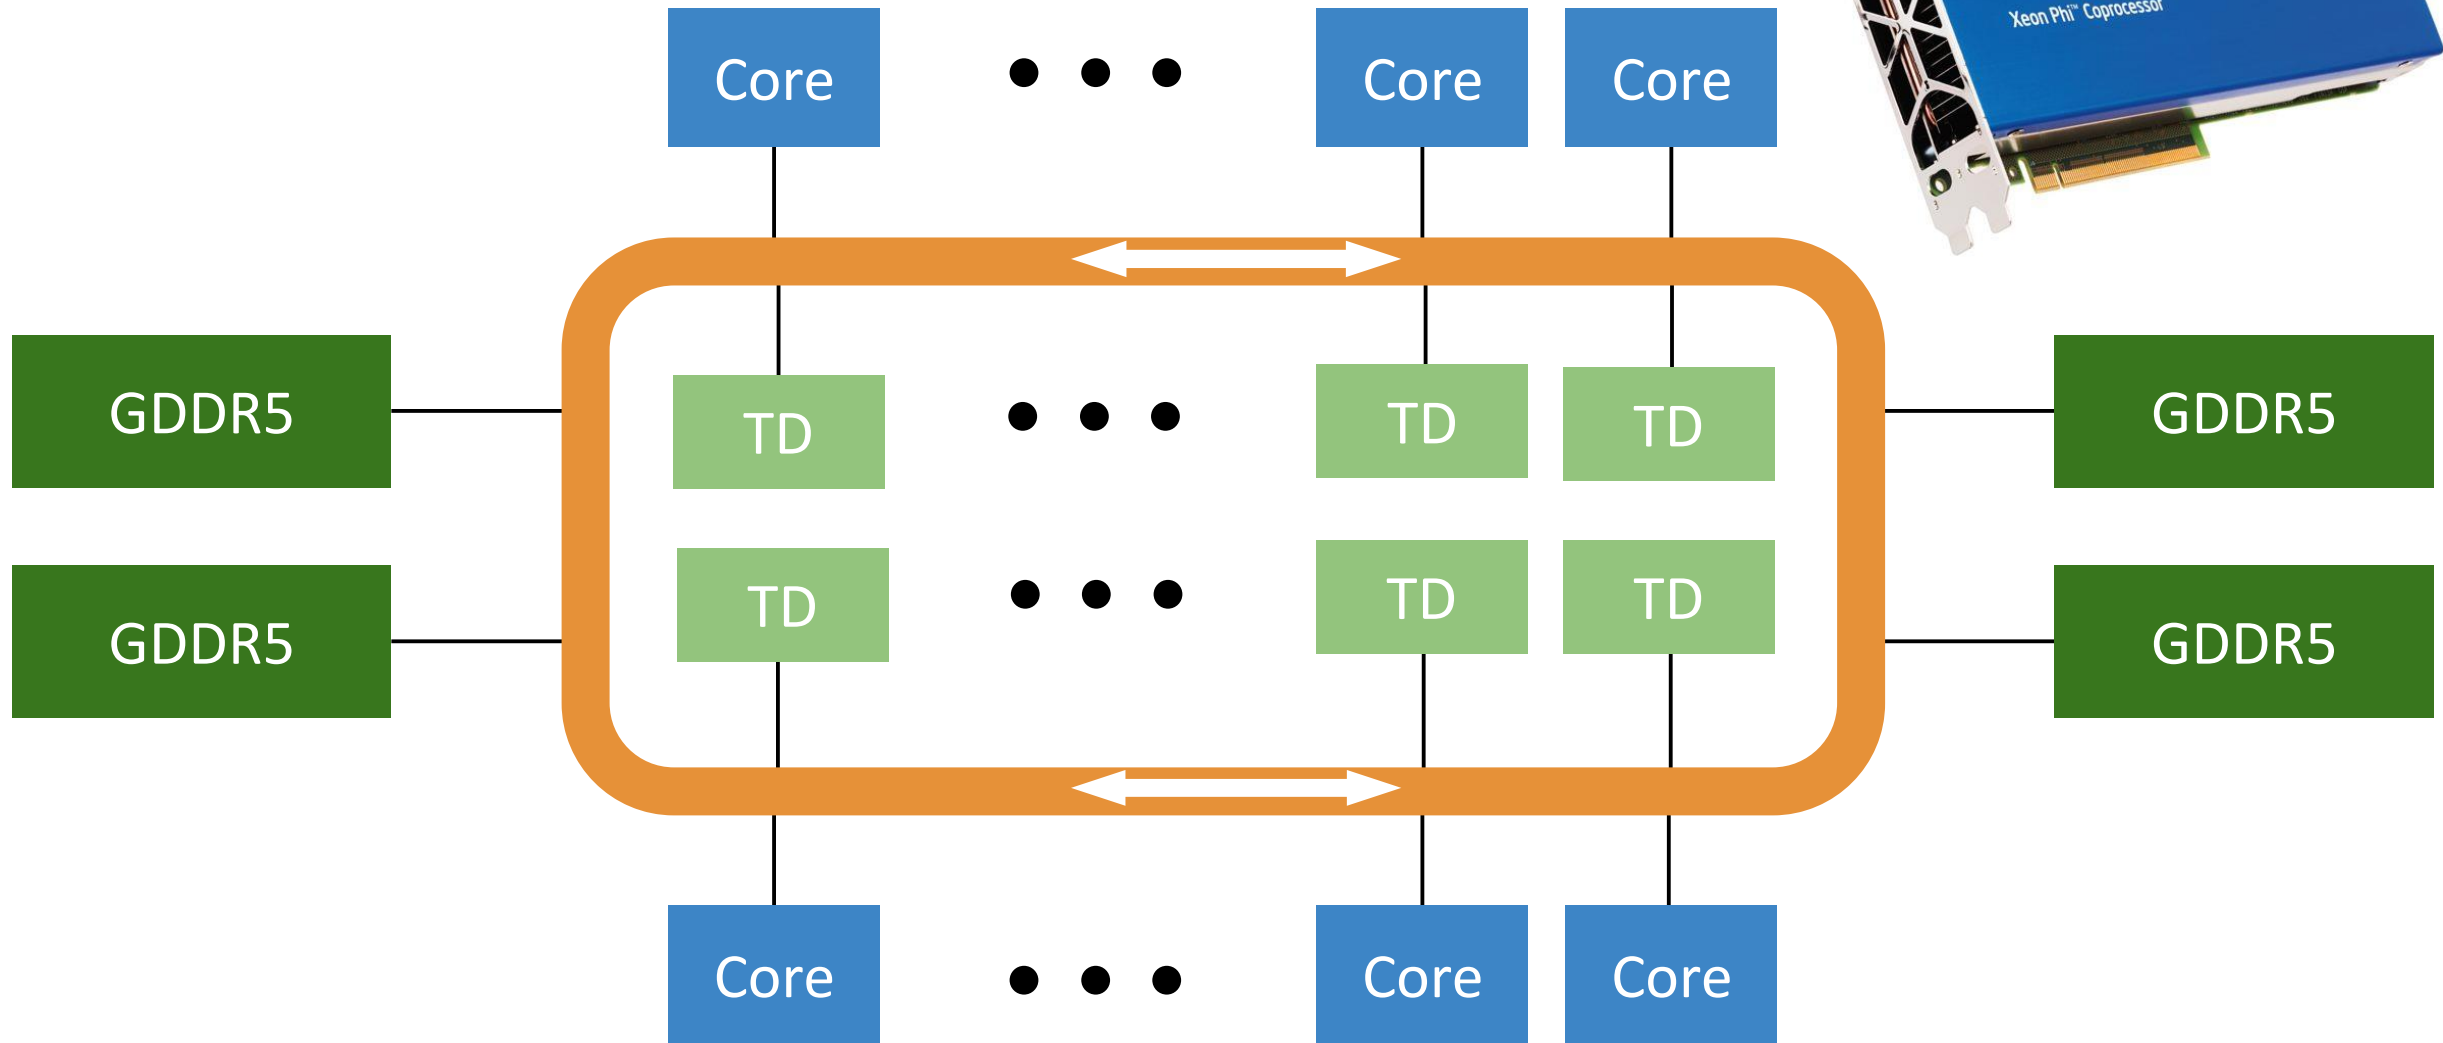 Xeon Phi™ Coprocessor
Core
Core
Core
GDDR5
TD
TD
TD
GDDR5
GDDR5
TD
TD
TD
GDDR5
Core
Core
Core